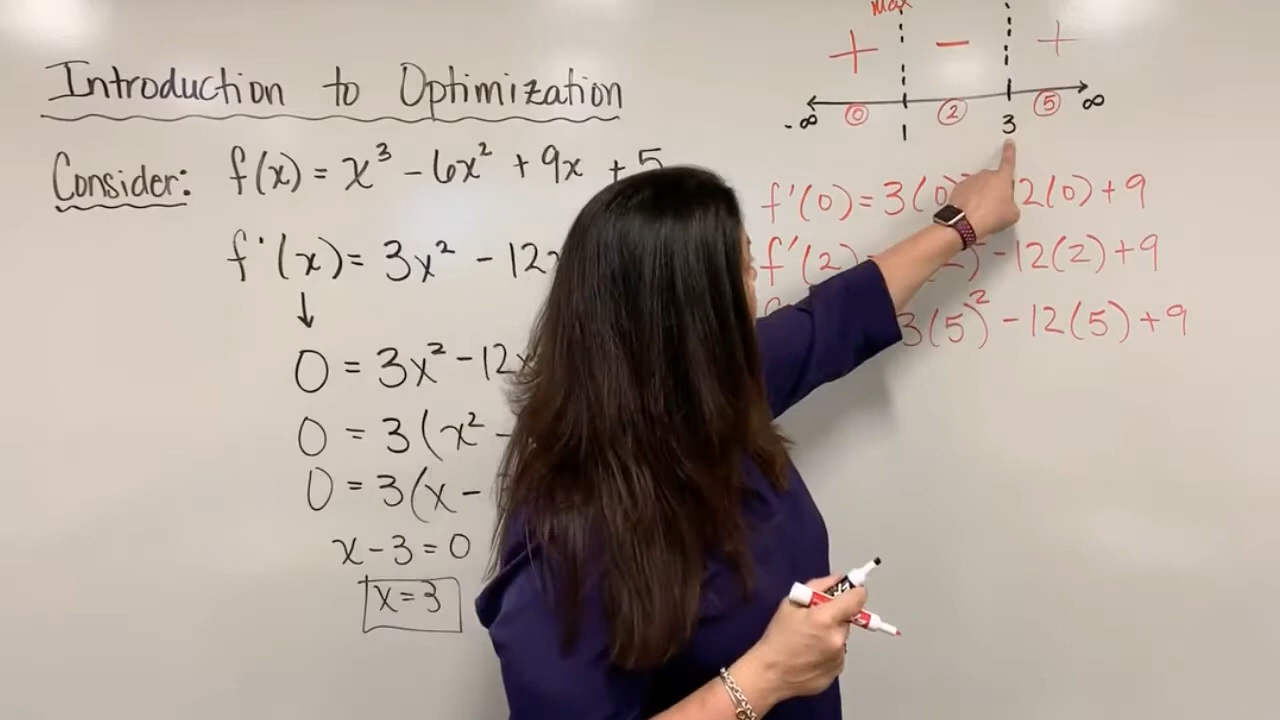 Introduction to Optimization
Consider: f(x) = x³ - 6x² + 9x + 5
f'(x) = 3x² - 12x
↓
0 = 3x² - 12x
0 = 3(x² -
0 = 3(x -
x - 3 = 0
x = 3
Max
+ - +
-∞ 0 2 5 ∞
1 3
f'(0) = 3(0) 12(0) + 9
f'(2) = 2) - 12(2) + 9
3(5)² - 12(5) + 9